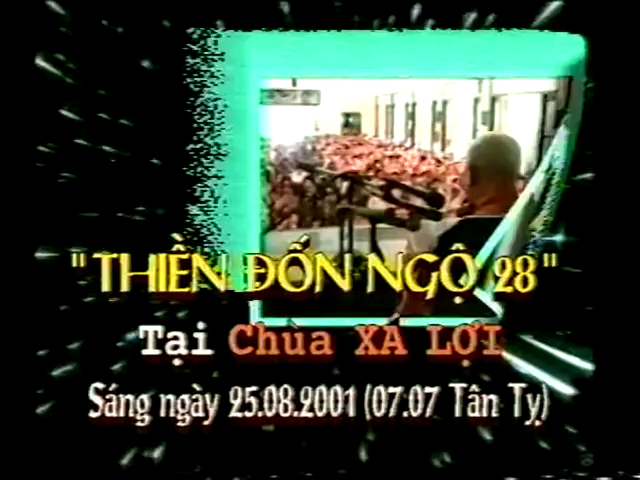 "THIỀN ĐỐN NGỘ 28"
Tại Chùa XÁ LỢI
Sáng ngày 25.08.2001 (07.07 Tân Tỵ)